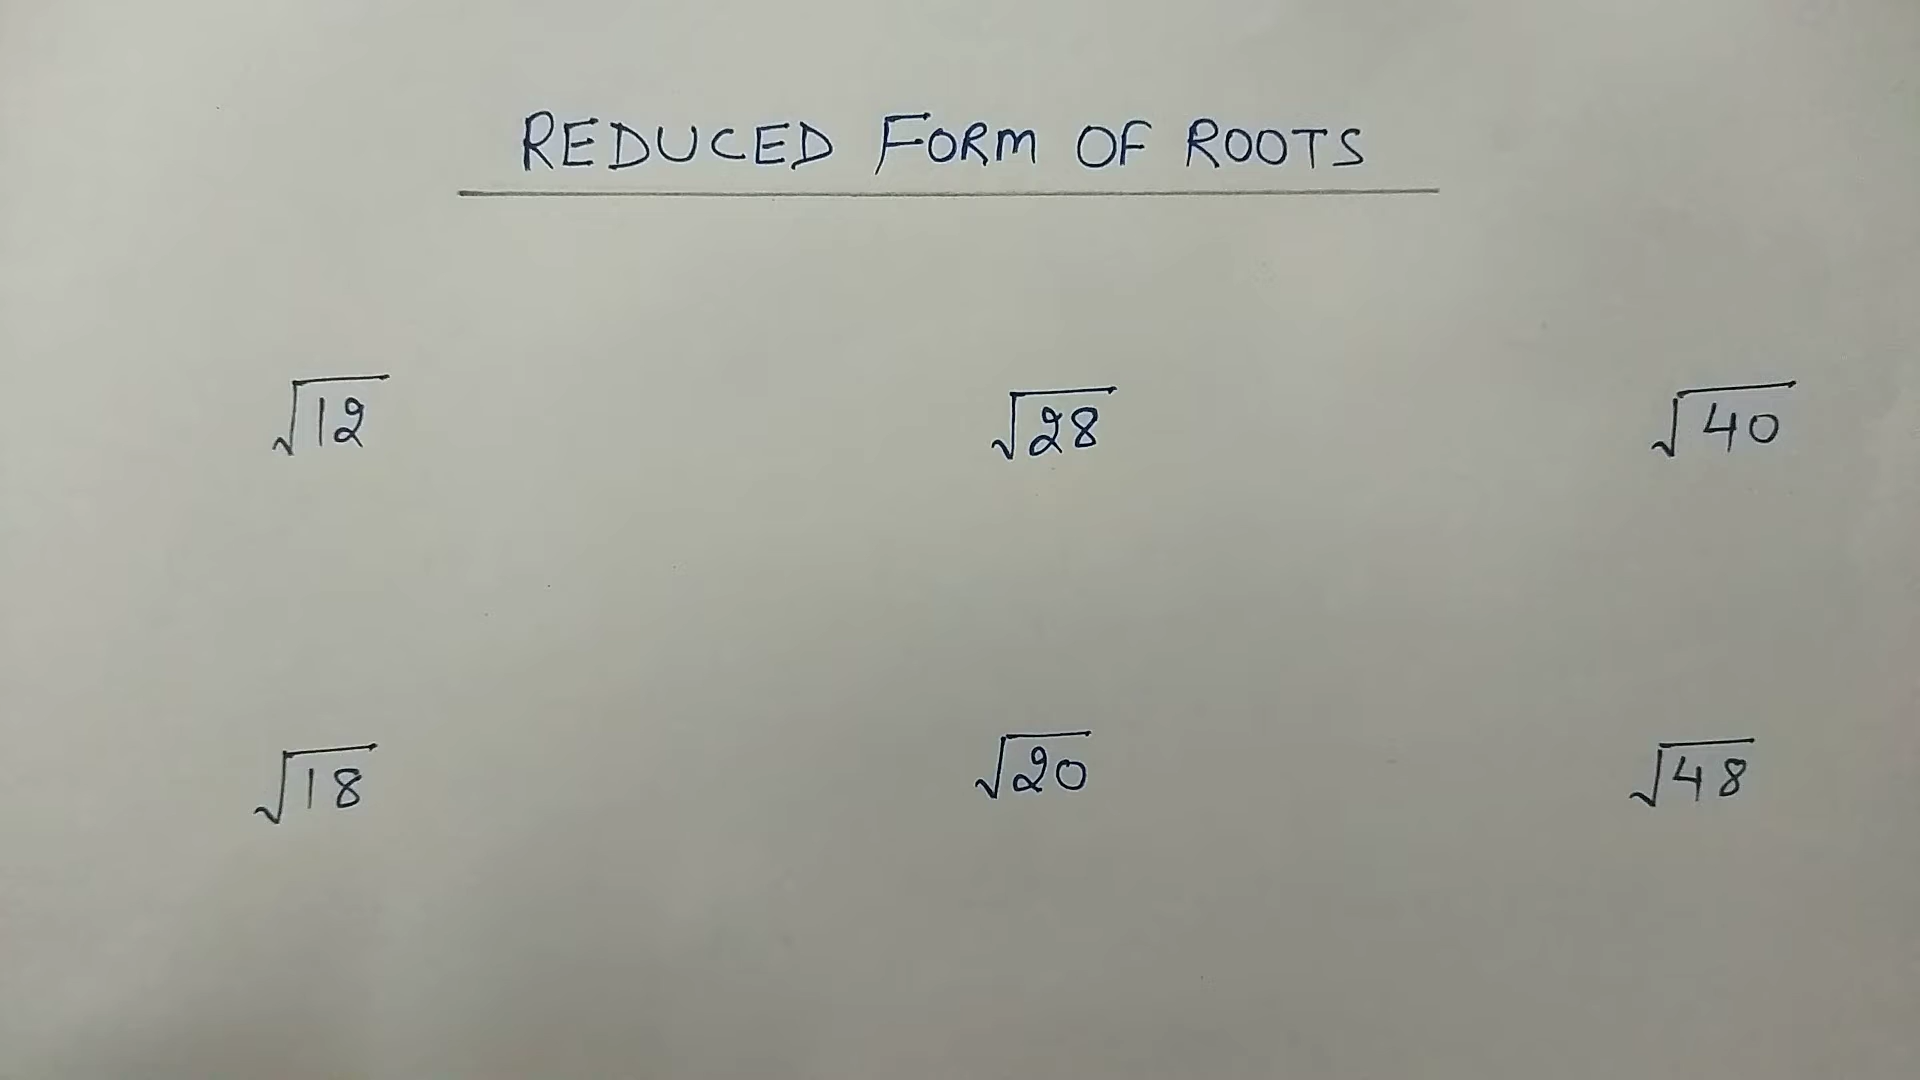 REDUCED FORM OF ROOTS
√12 √28 √40
√18 √20 √48